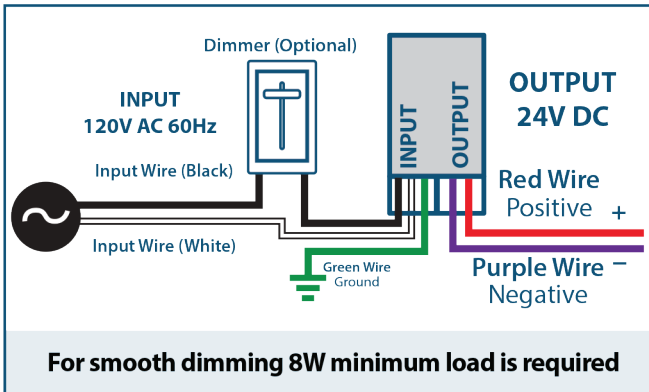 Dimmer (Optional)
INPUT
120V AC 60Hz
OUTPUT
24V DC
INPUT
OUTPUT
Input Wire (Black)
Input Wire (White)
Red Wire
Positive +
Purple Wire –
Negative
Green Wire
Ground
For smooth dimming 8W minimum load is required